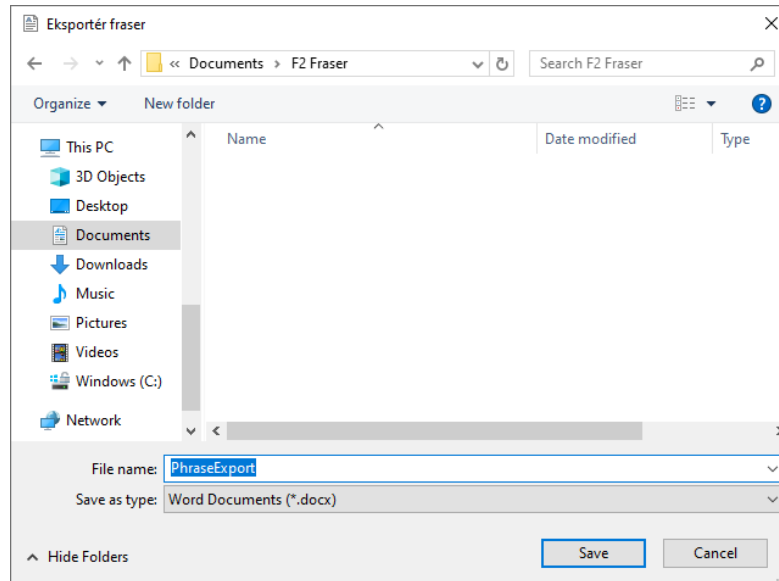 Eksportér fraser
« Documents > F2 Fraser
Search F2 Fraser
Organize
New folder
Name
Date modified
Type
This PC
3D Objects
Desktop
Documents
Downloads
Music
Pictures
Videos
Windows (C:)
Network
File name: PhraseExport
Save as type: Word Documents (*.docx)
Hide Folders
Save
Cancel